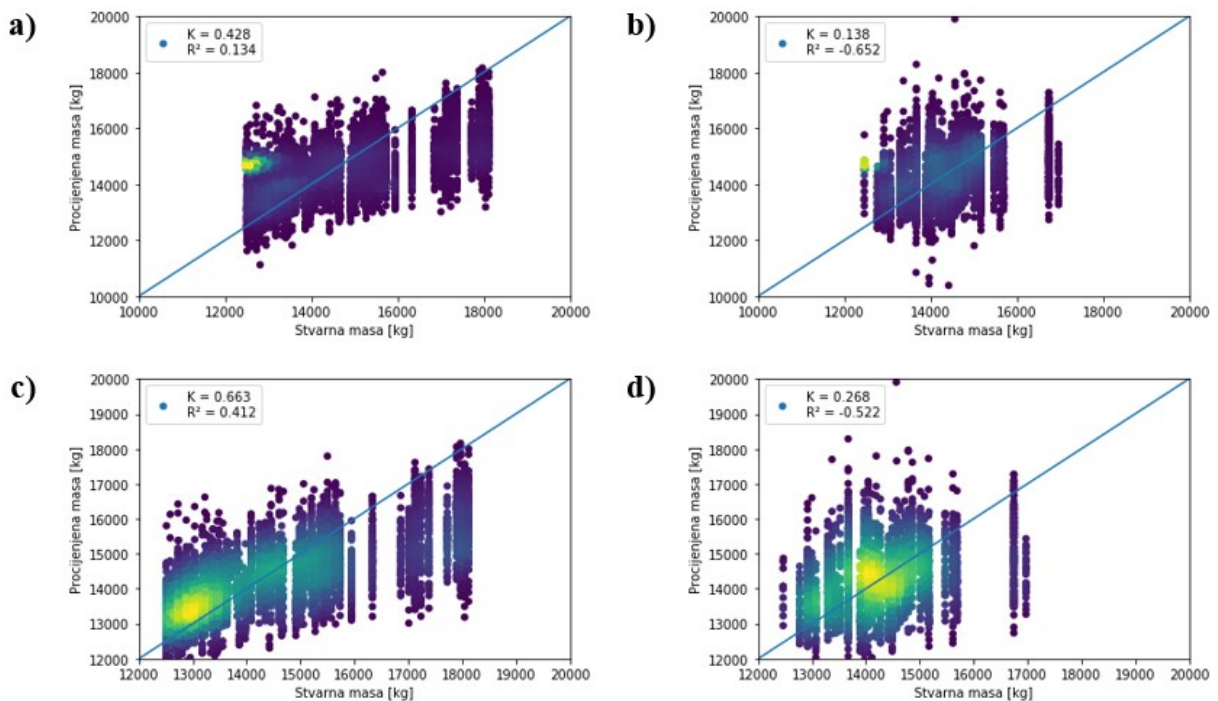 a)
K = 0.428
R² = 0.134
20000
18000
16000
14000
12000
10000
Procijenjena masa [kg]
10000 12000 14000 16000 18000 20000
Stvarna masa [kg]
b)
K = 0.138
R² = -0.652
20000
18000
16000
14000
12000
10000
Procijenjena masa [kg]
10000 12000 14000 16000 18000 20000
Stvarna masa [kg]
c)
K = 0.663
R² = 0.412
20000
19000
18000
17000
16000
15000
14000
13000
12000
Procijenjena masa [kg]
12000 13000 14000 15000 16000 17000 18000 19000 20000
Stvarna masa [kg]
d)
K = 0.268
R² = -0.522
20000
19000
18000
17000
16000
15000
14000
13000
12000
Procijenjena masa [kg]
12000 13000 14000 15000 16000 17000 18000 19000 20000
Stvarna masa [kg]